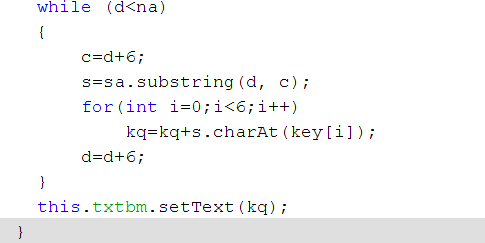 while (d<na)
{
c=d+6;
s=sa.substring(d, c);
for(int i=0;i<6;i++)
kq=kq+s.charAt(key[i]);
d=d+6;
}
this.txtbm.setText(kq);
}